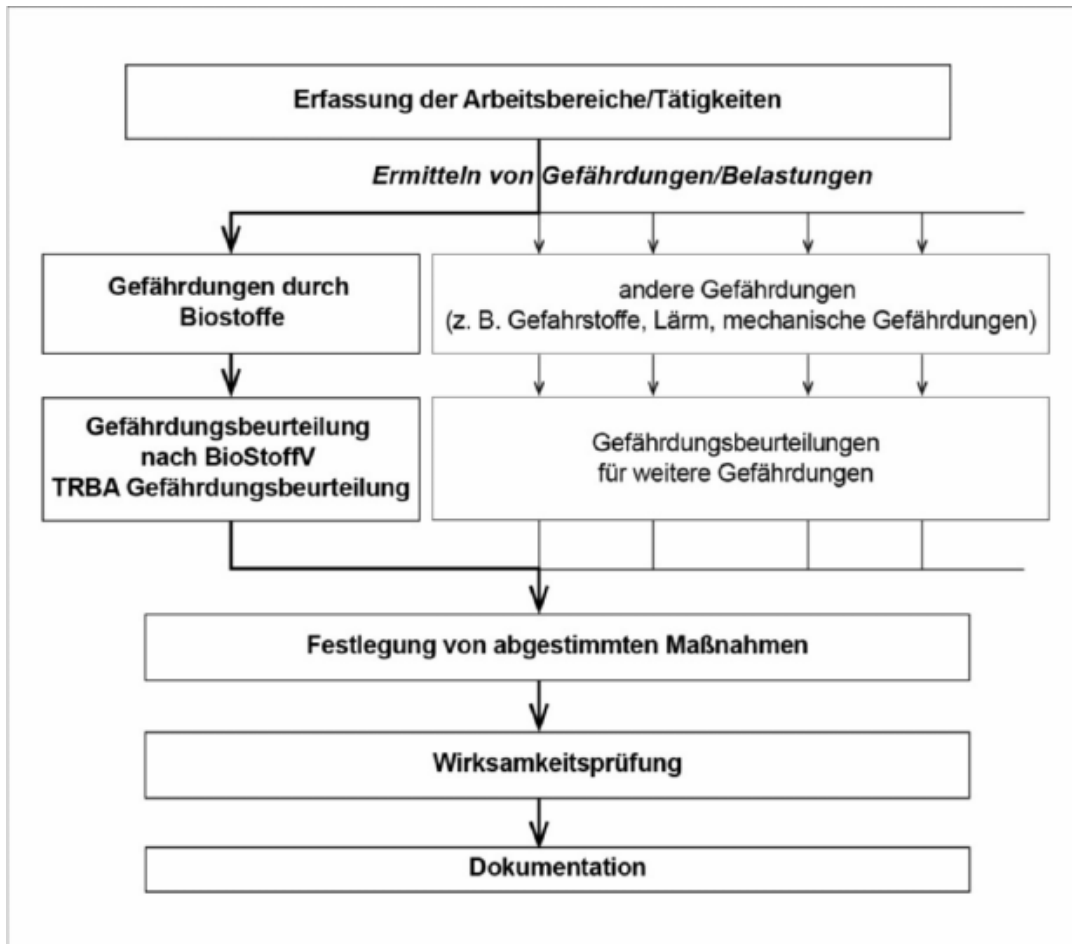 Erfassung der Arbeitsbereiche/Tätigkeiten
Ermitteln von Gefährdungen/Belastungen
Gefährdungen durch
Biostoffe
andere Gefährdungen
(z. B. Gefahrstoffe, Lärm, mechanische Gefährdungen)
Gefährdungsbeurteilung
nach BioStoffV
TRBA Gefährdungsbeurteilung
Gefährdungsbeurteilungen
für weitere Gefährdungen
Festlegung von abgestimmten Maßnahmen
Wirksamkeitsprüfung
Dokumentation